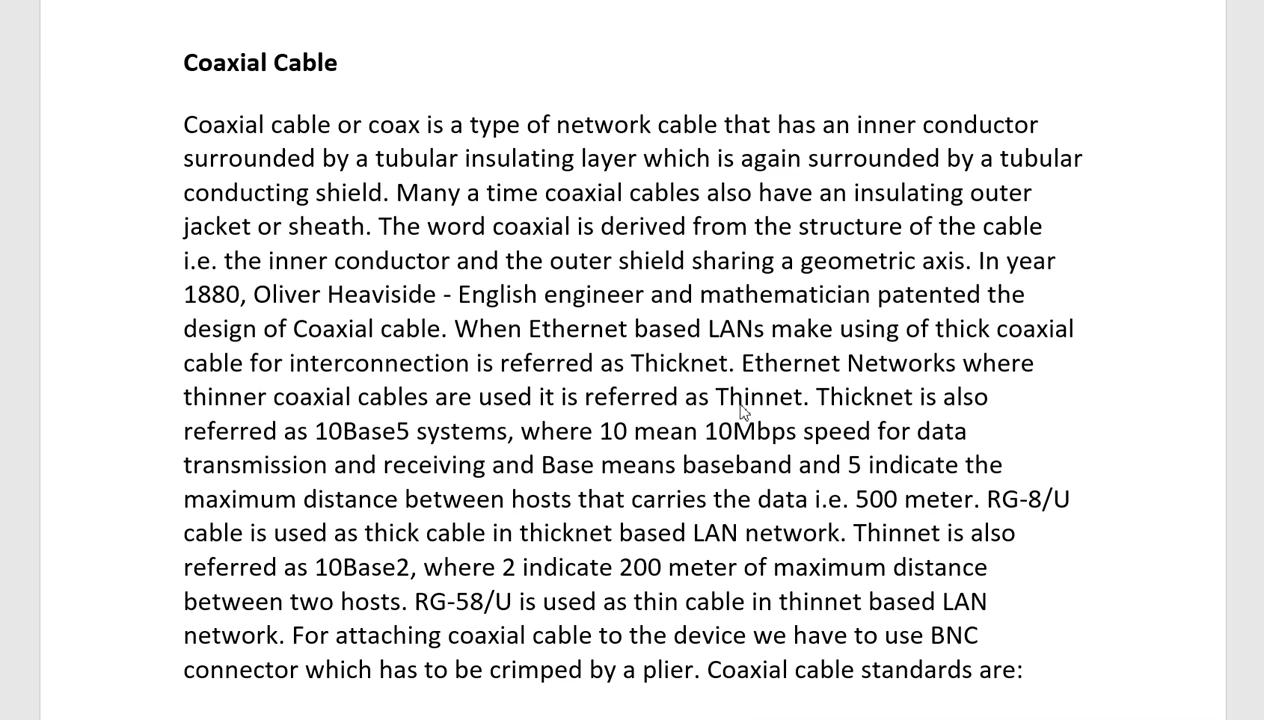 Coaxial Cable
Coaxial cable or coax is a type of network cable that has an inner conductor
surrounded by a tubular insulating layer which is again surrounded by a tubular
conducting shield. Many a time coaxial cables also have an insulating outer
jacket or sheath. The word coaxial is derived from the structure of the cable
i.e. the inner conductor and the outer shield sharing a geometric axis. In year
1880, Oliver Heaviside - English engineer and mathematician patented the
design of Coaxial cable. When Ethernet based LANs make using of thick coaxial
cable for interconnection is referred as Thicknet. Ethernet Networks where
thinner coaxial cables are used it is referred as Thinnet. Thicknet is also
referred as 10Base5 systems, where 10 mean 10Mbps speed for data
transmission and receiving and Base means baseband and 5 indicate the
maximum distance between hosts that carries the data i.e. 500 meter. RG-8/U
cable is used as thick cable in thicknet based LAN network. Thinnet is also
referred as 10Base2, where 2 indicate 200 meter of maximum distance
between two hosts. RG-58/U is used as thin cable in thinnet based LAN
network. For attaching coaxial cable to the device we have to use BNC
connector which has to be crimped by a plier. Coaxial cable standards are: